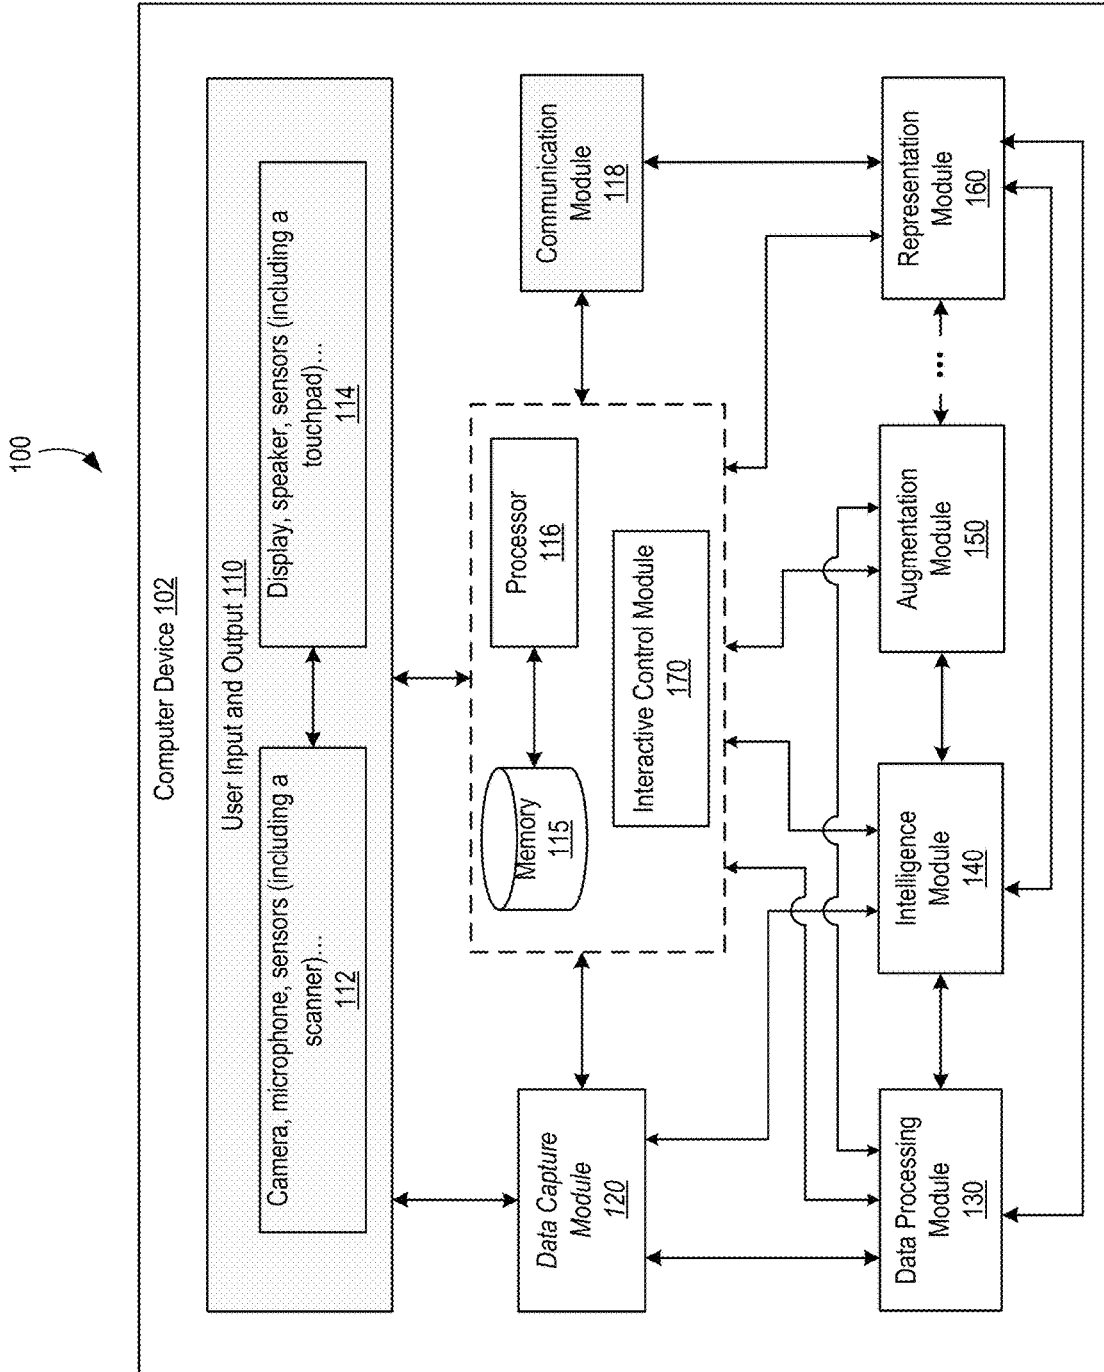 100
Computer Device 102
User Input and Output 110
Camera, microphone, sensors (including a
scanner)…
112
Display, speaker, sensors (including a
touchpad)…
114
Data Capture
Module
120
Memory
115
Processor
116
Interactive Control Module
170
Communication
Module
118
Data Processing
Module
130
Intelligence
Module
140
Augmentation
Module
150
...
Representation
Module
160